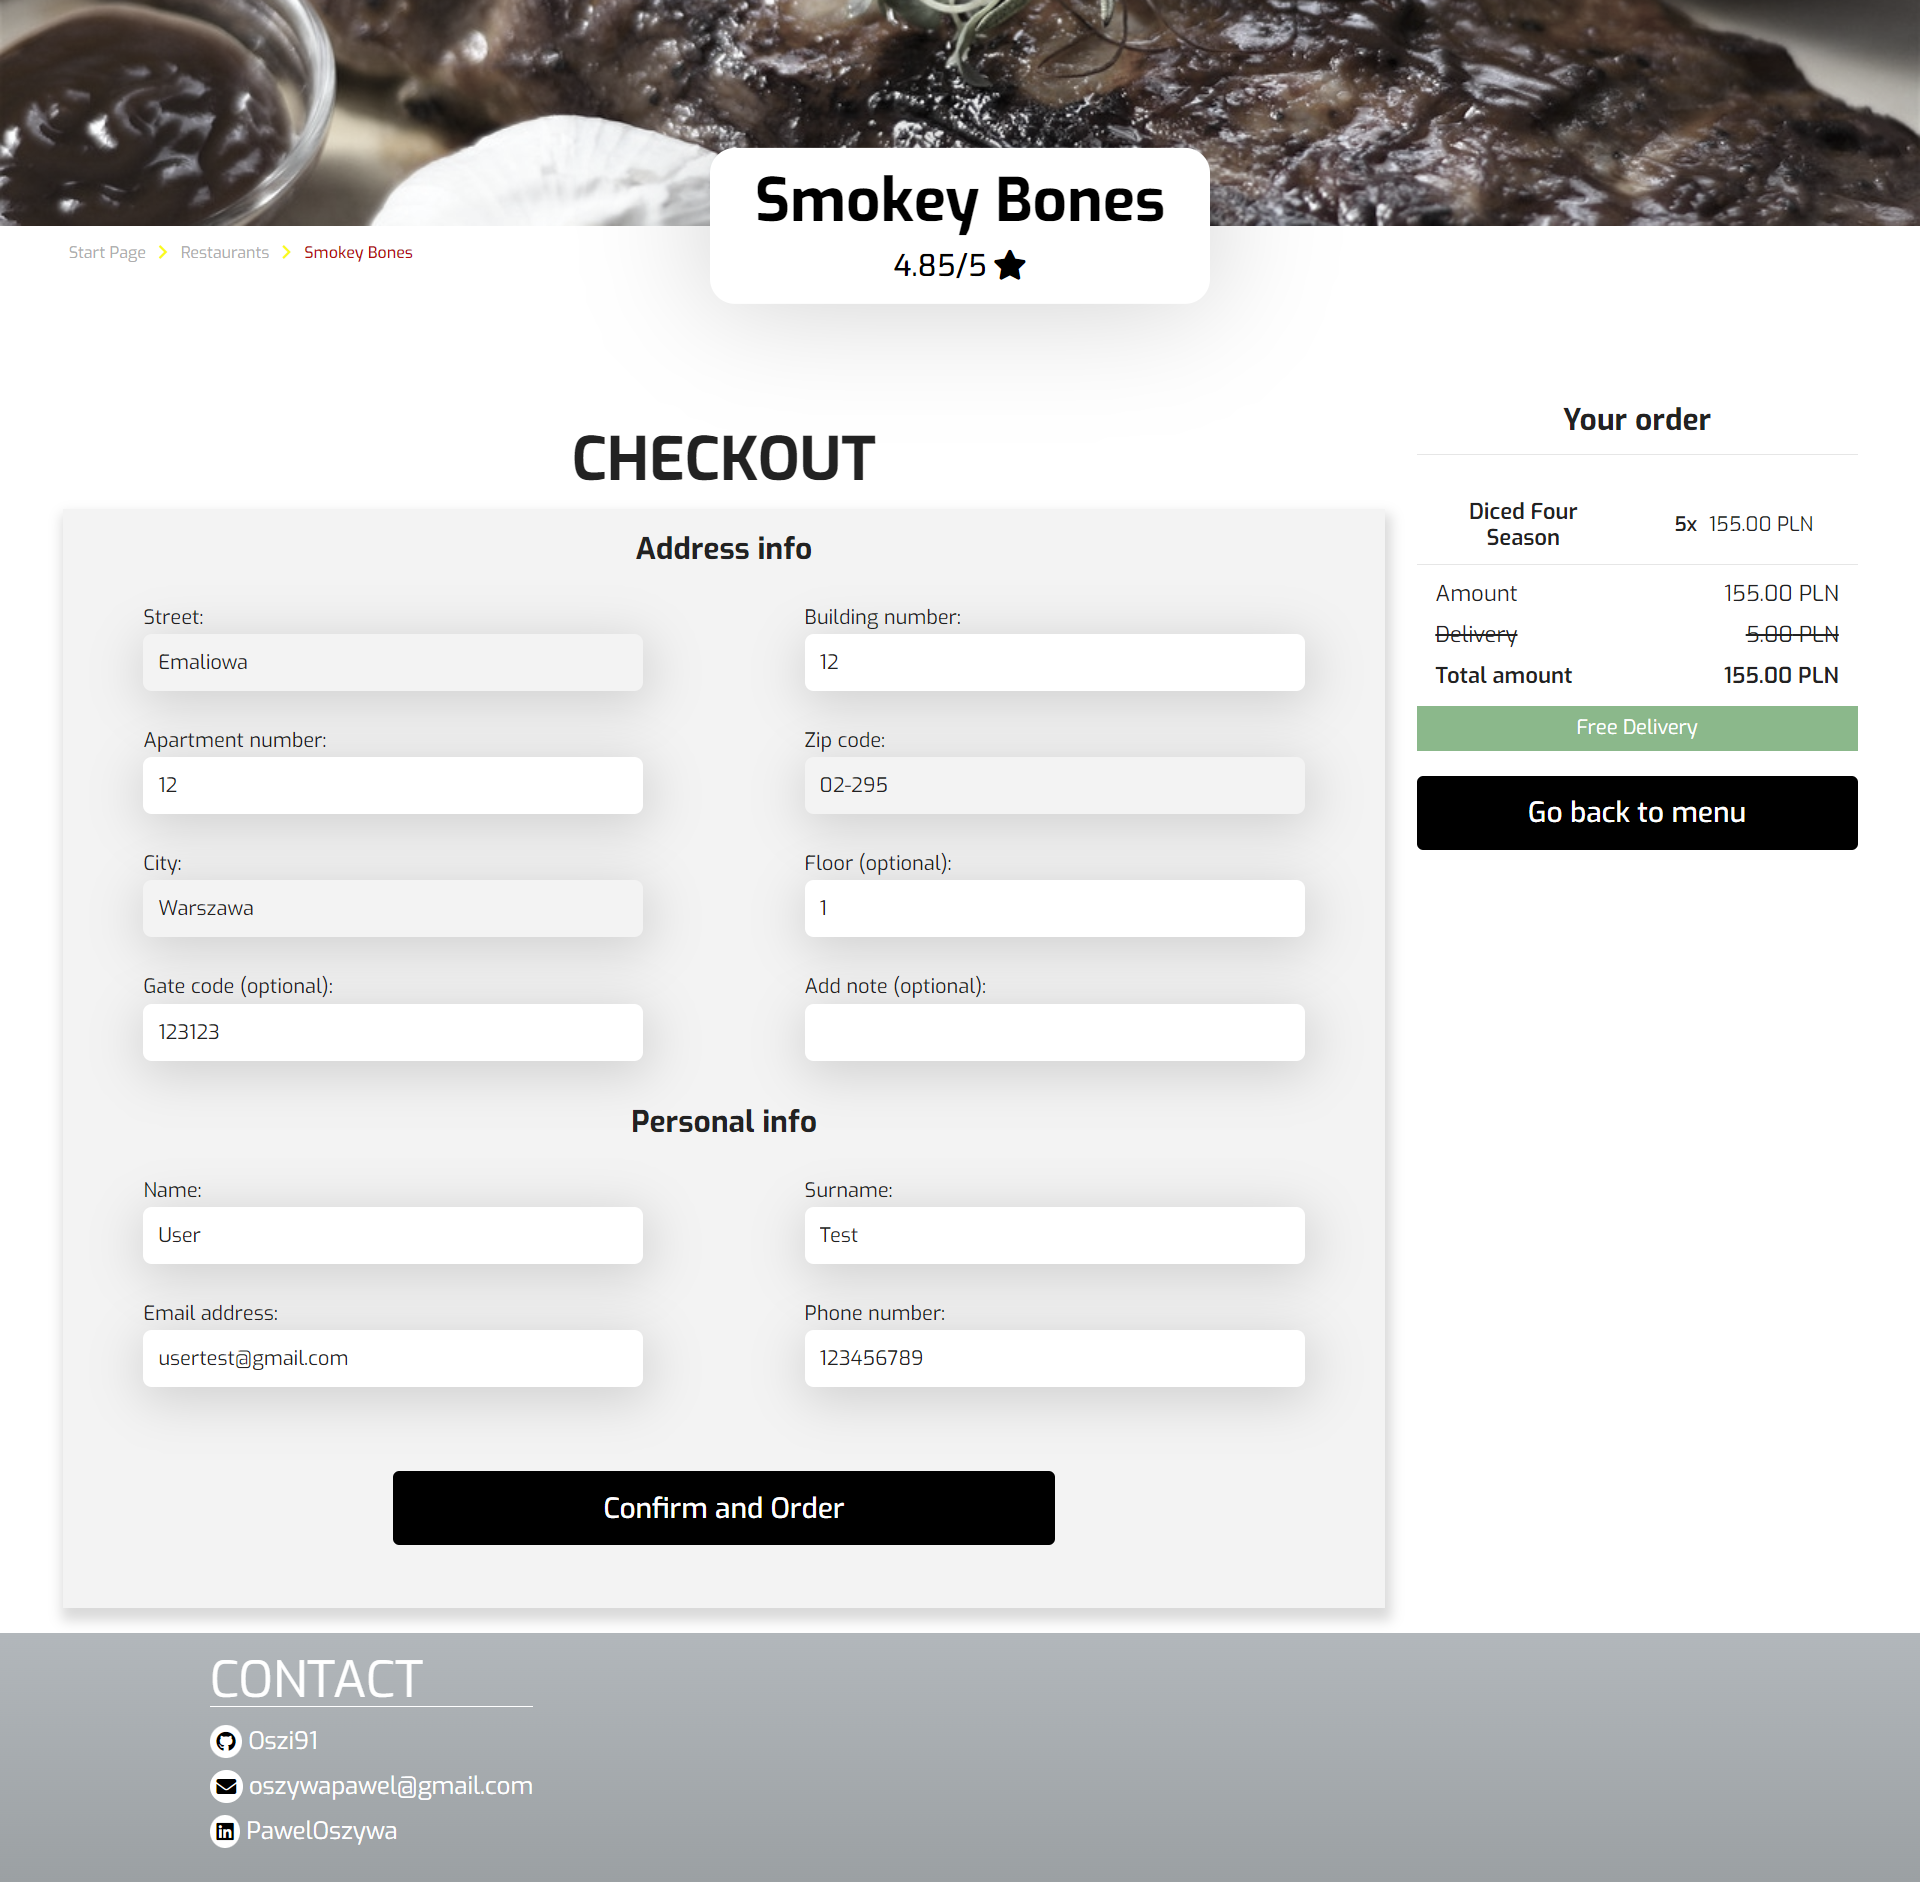 Smokey Bones
4.85/5
Start Page Restaurants Smokey Bones
CHECKOUT
Address info
Street:
Emaliowa
Building number:
12
Apartment number:
12
Zip code:
02-295
City:
Warszawa
Floor (optional):
1
Gate code (optional):
123123
Add note (optional):
Personal info
Name:
User
Surname:
Test
Email address:
usertest@gmail.com
Phone number:
123456789
Confirm and Order
Your order
Diced Four
Season
5x 155.00 PLN
Amount 155.00 PLN
Delivery 5.00 PLN
Total amount 155.00 PLN
Free Delivery
Go back to menu
CONTACT
Oszi91
oszywapawel@gmail.com
PawelOszywa